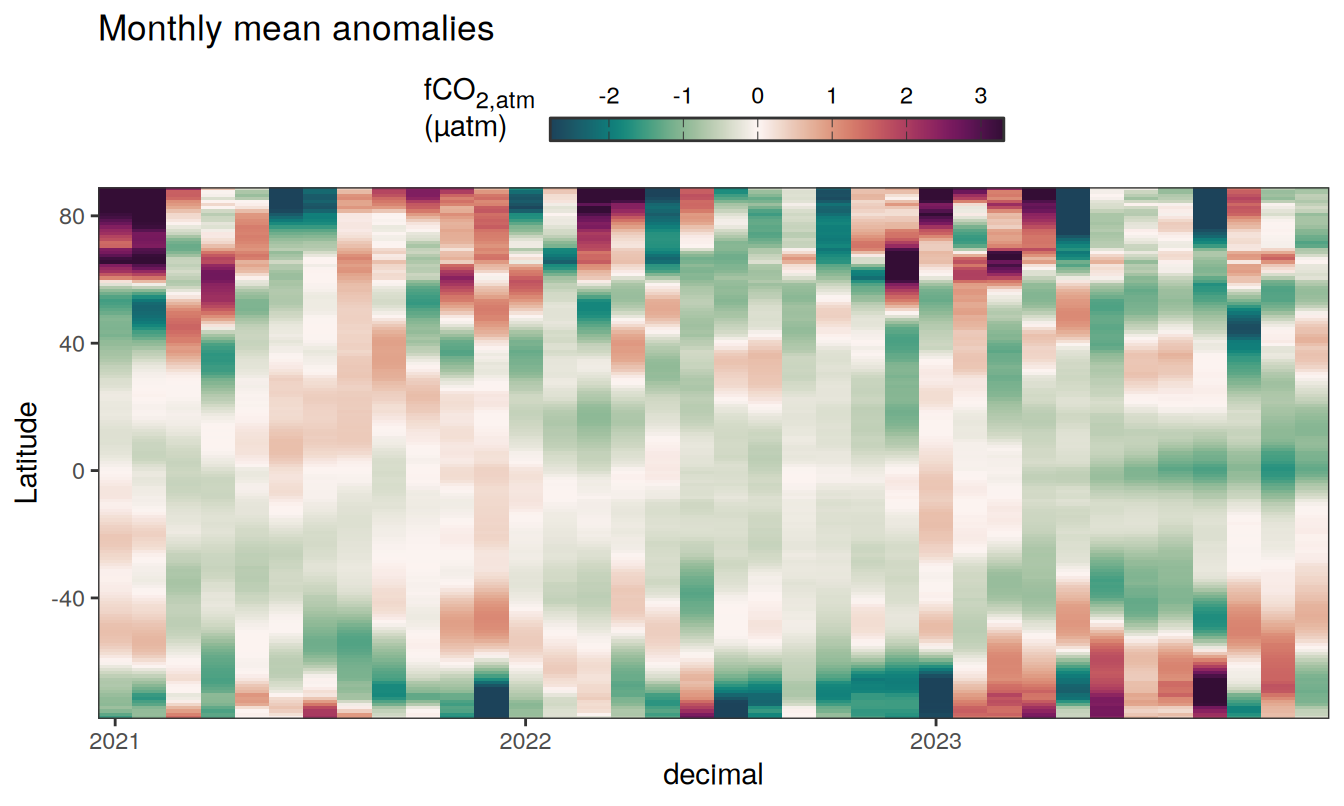 Monthly mean anomalies
fCO2,atm
(µatm)
-2 -1 0 1 2 3
Latitude
80
40
0
-40
2021 2022 2023
decimal